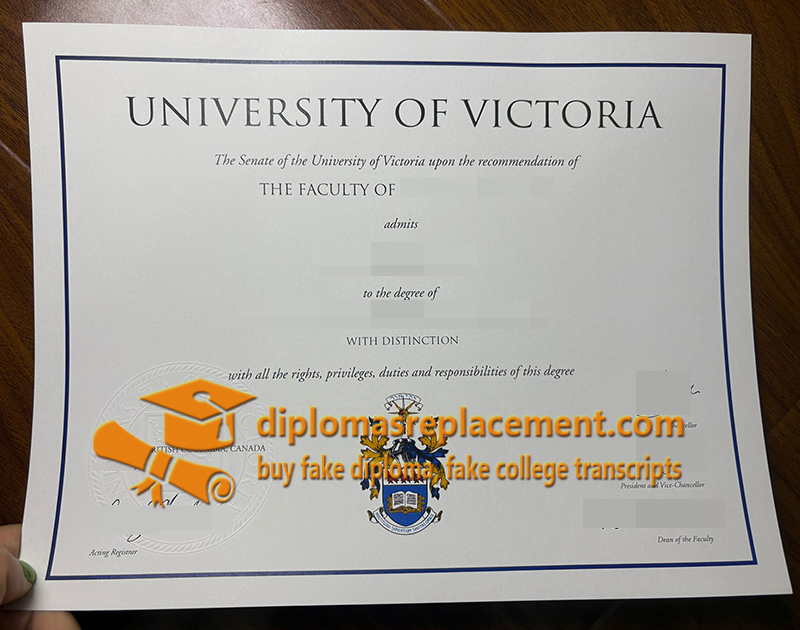 UNIVERSITY OF VICTORIA
The Senate of the University of Victoria upon the recommendation of
THE FACULTY OF
admits
to the degree of
WITH DISTINCTION
with all the rights, privileges, duties and responsibilities of this degree
diplomasreplacement.com
CANADA
buy fake diploma, fake college transcripts
President and Vice-Chancellor
Dean of the Faculty
Acting Registrar